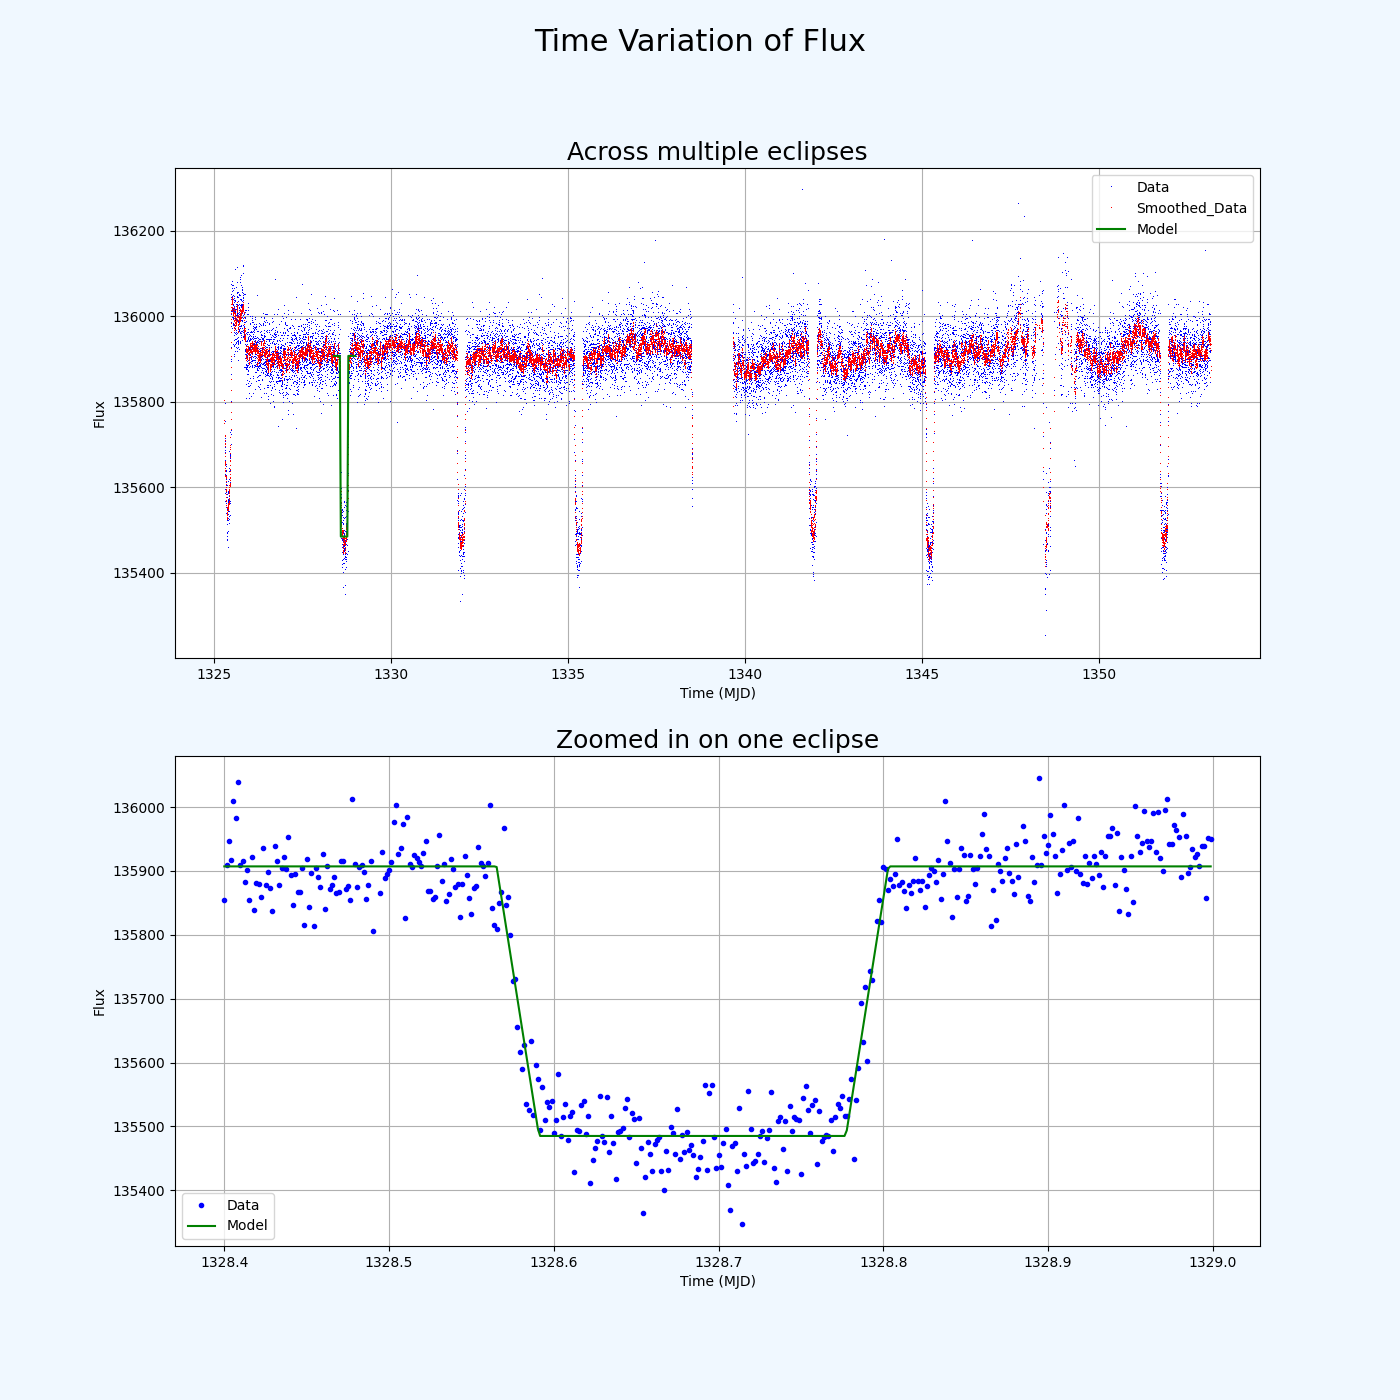 Time Variation of Flux
Across multiple eclipses
Data
Smoothed_Data
Model
136200
136000
135800
135600
135400
Flux
1325 1330 1335 1340 1345 1350
Time (MJD)
Zoomed in on one eclipse
136000
135900
135800
135700
135600
135500
135400
Flux
Data
Model
1328.4 1328.5 1328.6 1328.7 1328.8 1328.9 1329.0
Time (MJD)